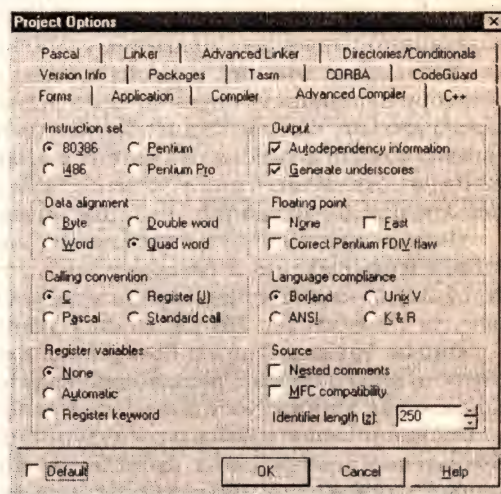 Project Options
Pascal Linker Advanced Linker Directories/Conditionals
Version Info Packages Tasm CORBA CodeGuard
Forms Application Compiler Advanced Compiler C++
Instruction set
80386 Pentium
i486 Pentium Pro
Output
Autodependency information
Generate underscores
Data alignment
Byte Double word
Word Quad word
Floating point
None Fast
Correct Pentium FDIV flaw
Calling convention
C Register (J)
Pascal Standard call
Language compliance
Borland Unix V
ANSI K & R
Register variables
None
Automatic
Register keyword
Source
Nested comments
MFC compatibility
Identifier length (z): 250
Default OK Cancel Help